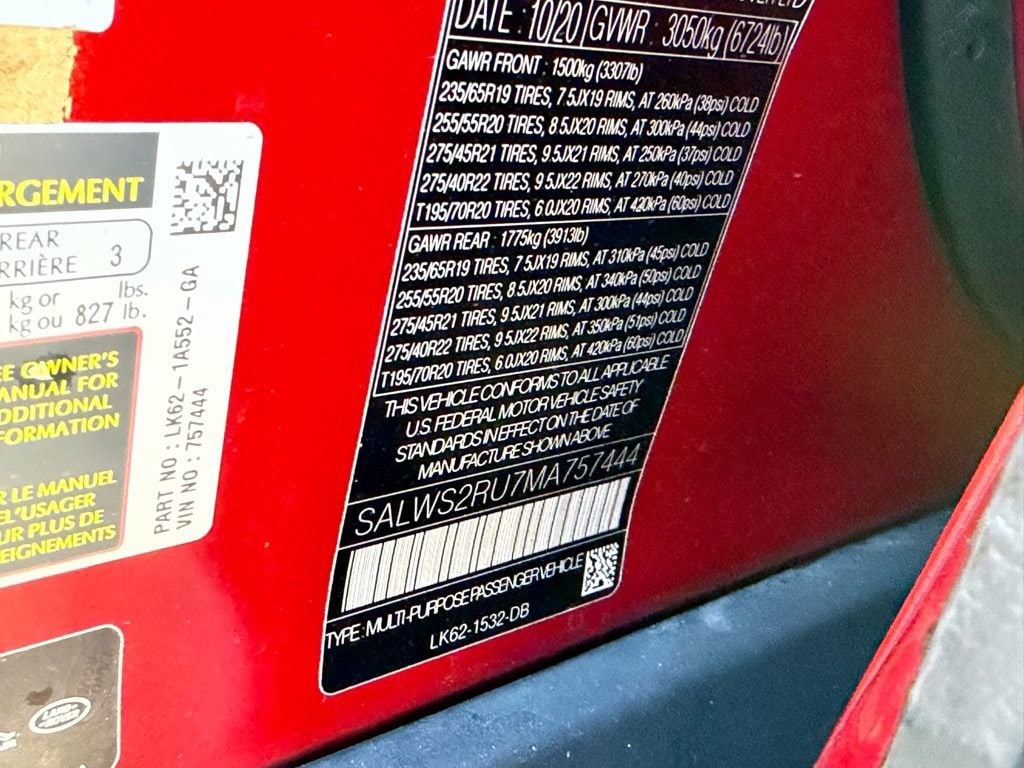 DATE : 10/20 GVWR : 3050kg (6724lb)
GAWR FRONT : 1500kg (3307lb)
235/65R19 TIRES, 7.5JX19 RIMS, AT 260kPa (38psi) COLD
255/55R20 TIRES, 8.5JX20 RIMS, AT 300kPa (44psi) COLD
275/45R21 TIRES, 9.5JX21 RIMS, AT 250kPa (37psi) COLD
275/40R22 TIRES, 9.5JX22 RIMS, AT 270kPa (40psi) COLD
T195/70R20 TIRES, 6.0JX20 RIMS, AT 420kPa (60psi) COLD
GAWR REAR : 1775kg (3913lb)
235/65R19 TIRES, 7.5JX19 RIMS, AT 310kPa (45psi) COLD
255/55R20 TIRES, 8.5JX20 RIMS, AT 340kPa (50psi) COLD
275/45R21 TIRES, 9.5JX21 RIMS, AT 300kPa (44psi) COLD
275/40R22 TIRES, 9.5JX22 RIMS, AT 350kPa (51psi) COLD
T195/70R20 TIRES, 6.0JX20 RIMS, AT 420kPa (60psi) COLD
THIS VEHICLE CONFORMS TO ALL APPLICABLE
U.S. FEDERAL MOTOR VEHICLE SAFETY
STANDARDS IN EFFECT ON THE DATE OF
MANUFACTURE SHOWN ABOVE
SALWS2RU7MA757444
TYPE: MULTI-PURPOSE PASSENGER VEHICLE
LK62-1532-DB
RGEMENT
REAR
RRIÈRE 3
kg or lbs.
kg ou 827 lb.
EE OWNER'S
ANUAL FOR
DDITIONAL
FORMATION
R LE MANUEL
EL'USAGER
UR PLUS DE
EIGNEMENTS
PART NO : LK62-1A552-GA
VIN NO : 757444
LAND-
ROVER